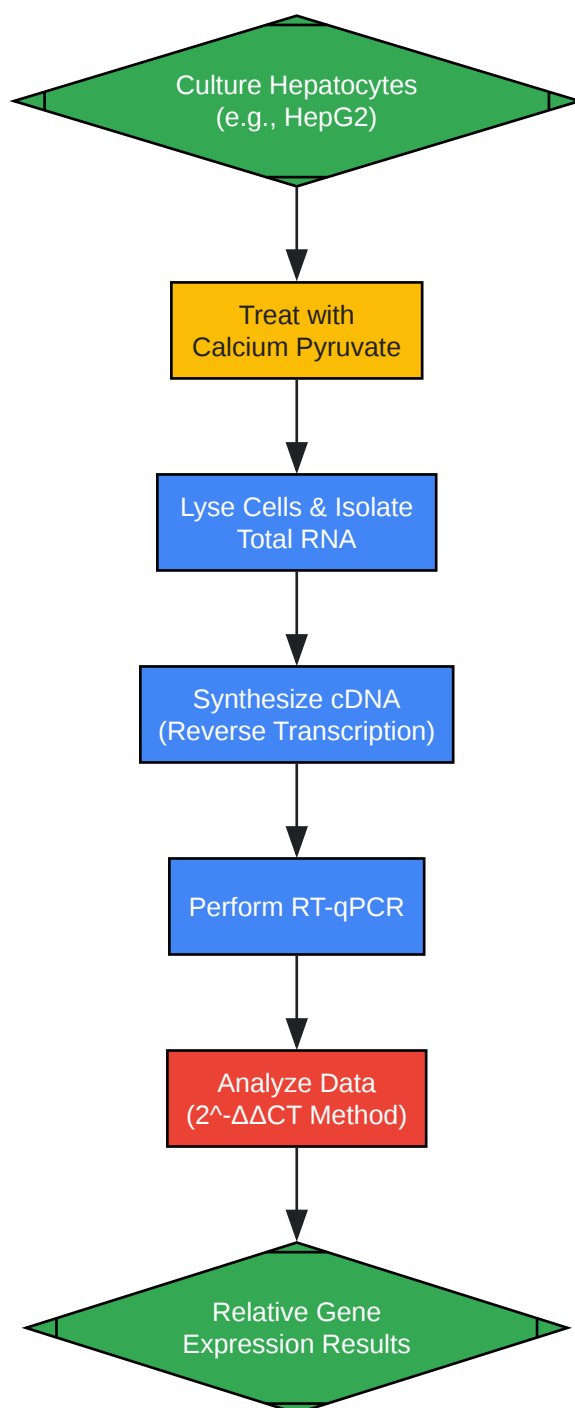 Culture Hepatocytes
(e.g., HepG2)
Treat with
Calcium Pyruvate
Lyse Cells & Isolate
Total RNA
Synthesize cDNA
(Reverse Transcription)
Perform RT-qPCR
Analyze Data
(2^-ΔΔCT Method)
Relative Gene
Expression Results